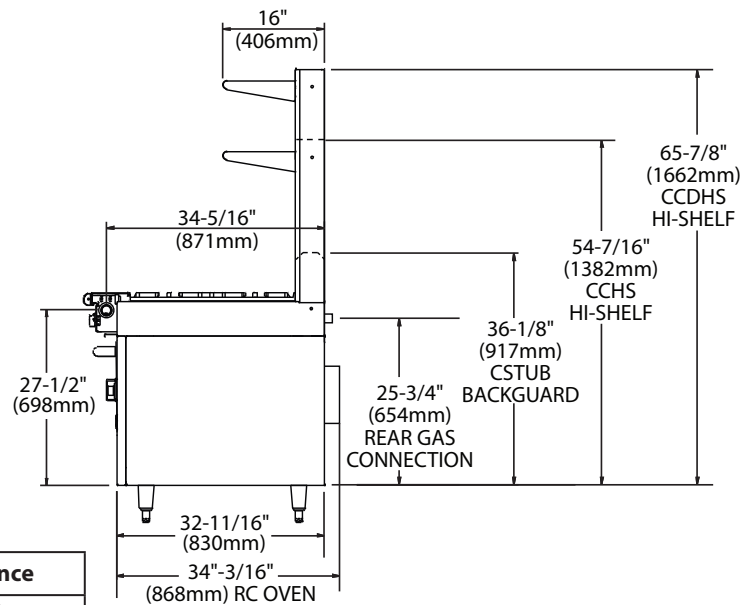 16"
(406mm)
65-7/8"
(1662mm)
CCDHS
HI-SHELF
34-5/16"
(871mm)
54-7/16"
(1382mm)
CCHS
HI-SHELF
36-1/8"
(917mm)
CSTUB
BACKGUARD
27-1/2"
(698mm)
25-3/4"
(654mm)
REAR GAS
CONNECTION
32-11/16"
(830mm)
34"-3/16"
(868mm) RC OVEN
nce